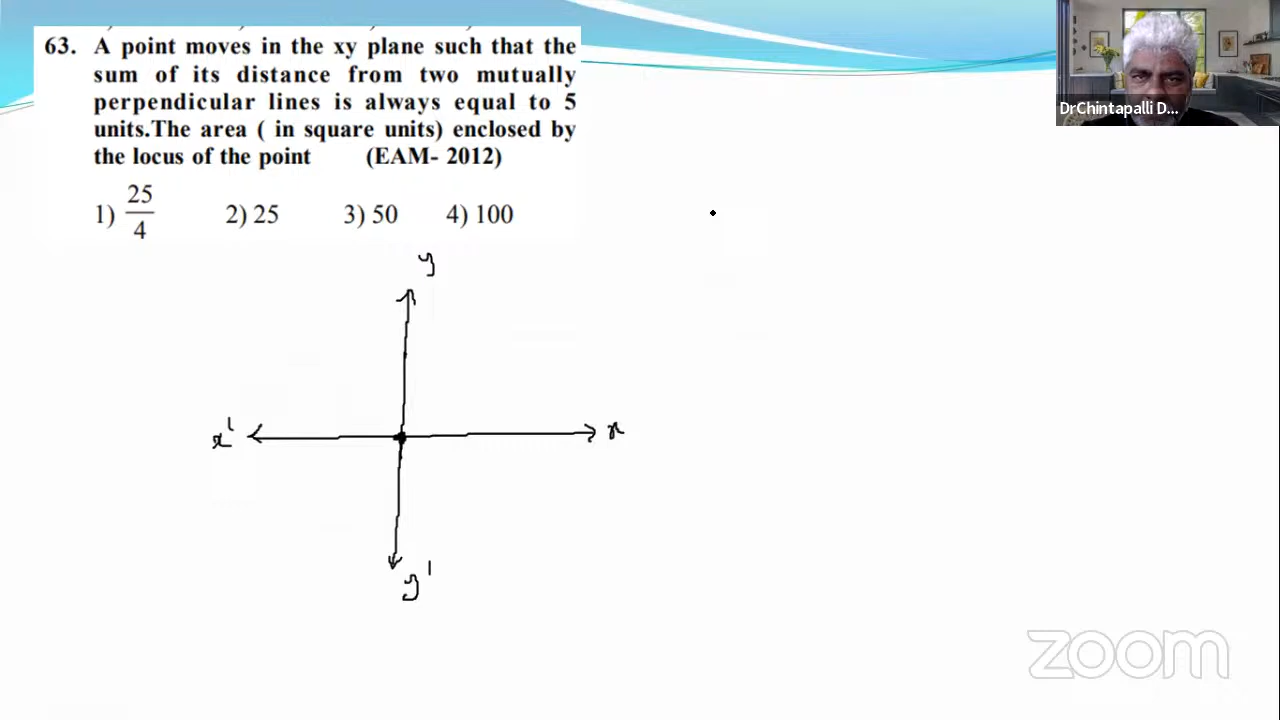 63. A point moves in the xy plane such that the
sum of its distance from two mutually
perpendicular lines is always equal to 5
units.The area ( in square units) enclosed by
the locus of the point (EAM- 2012)
1) 25/4 2) 25 3) 50 4) 100
DrChintapalli D...
y
x' x
y'
zoom